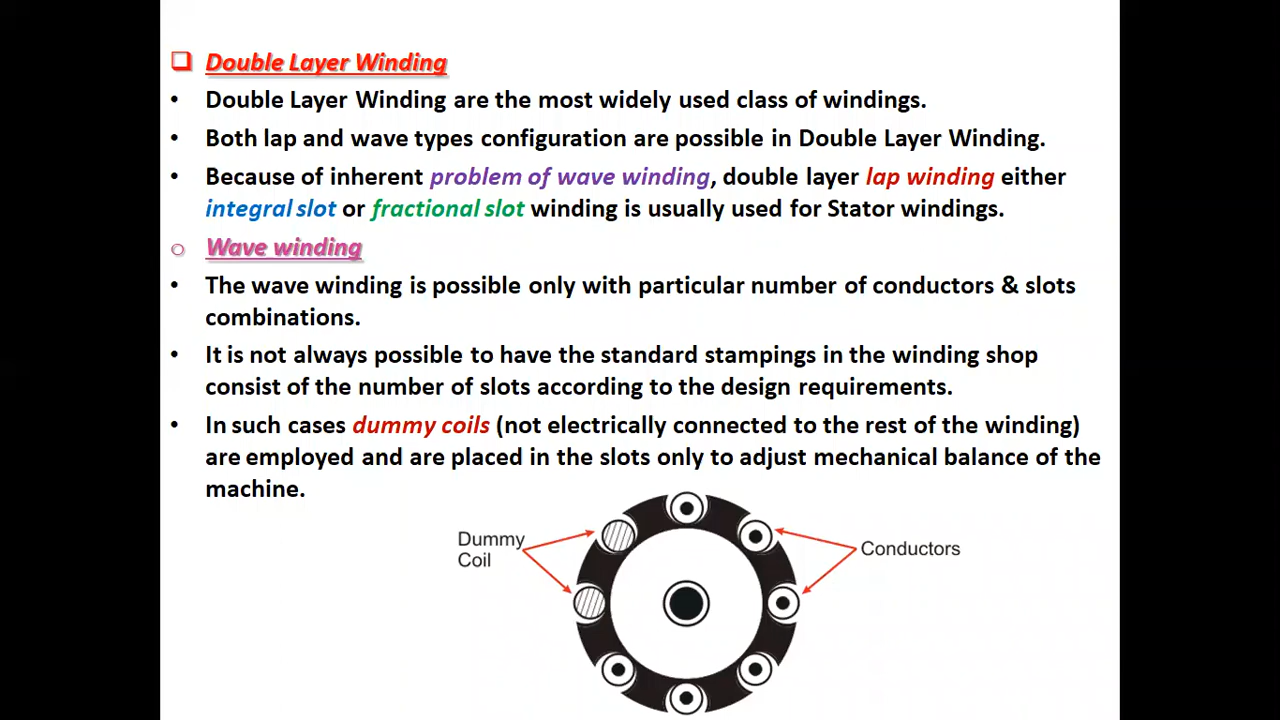 Double Layer Winding
• Double Layer Winding are the most widely used class of windings.
• Both lap and wave types configuration are possible in Double Layer Winding.
• Because of inherent problem of wave winding, double layer lap winding either
integral slot or fractional slot winding is usually used for Stator windings.
Wave winding
• The wave winding is possible only with particular number of conductors & slots
combinations.
• It is not always possible to have the standard stampings in the winding shop
consist of the number of slots according to the design requirements.
• In such cases dummy coils (not electrically connected to the rest of the winding)
are employed and are placed in the slots only to adjust mechanical balance of the
machine.
Dummy
Coil
Conductors